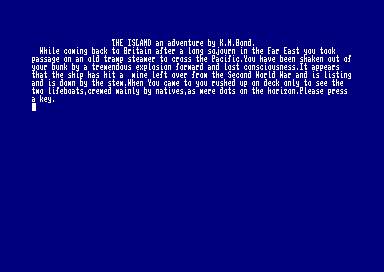 THE ISLAND an adventure by K.M.Bond.
While coming back to Britain after a long sojourn in the Far East you took
passage on an old tramp steamer to cross the Pacific.You have been shaken out of
your bunk by a tremendous explosion forward and lost consciousness.It appears
that the ship has hit a  mine left over from the Second World War and is listing
and is down by the stem.When You came to you rushed up on deck only to see the
two lifeboats,crewed mainly by natives,as mere dots on the horizon.Please press
a key.